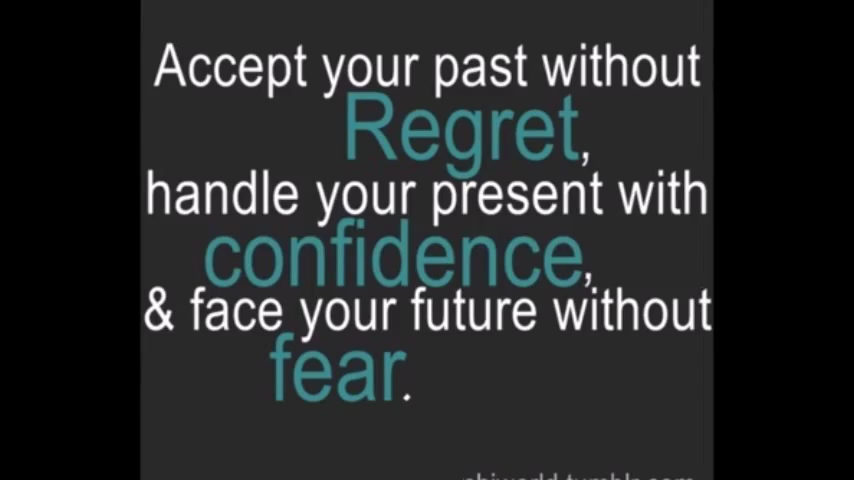 Accept your past without
Regret,
handle your present with
confidence,
& face your future without
fear.